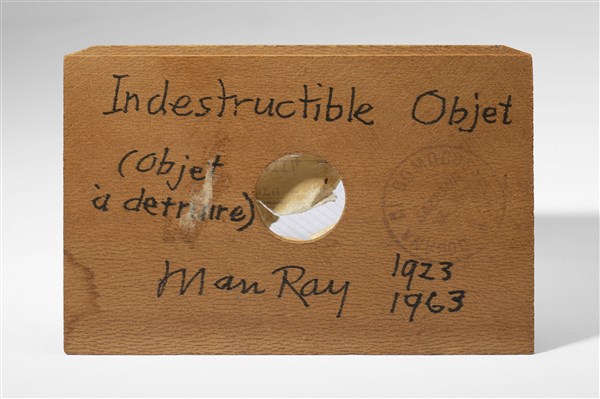 Indestructible Objet
(Objet
à detruire)
Man Ray 1923
1963